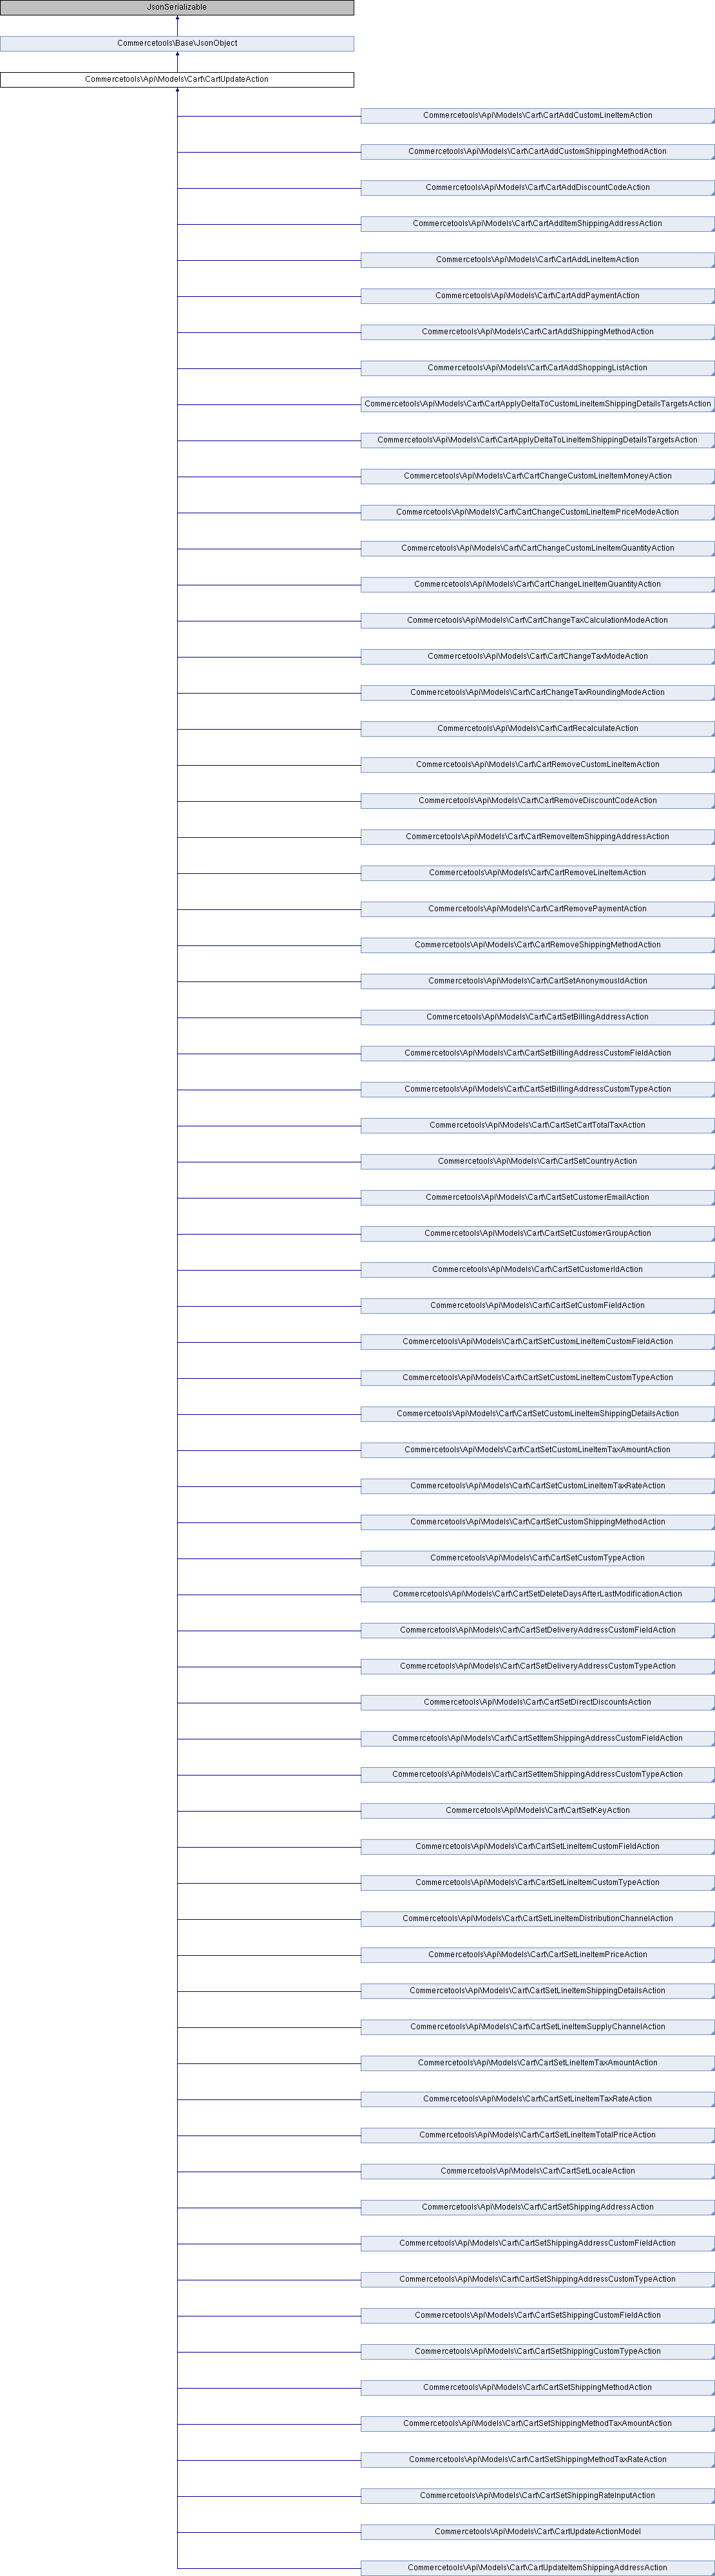 JsonSerializable
Commercetools\Base\JsonObject
Commercetools\Api\Models\Cart\CartUpdateAction
Commercetools\Api\Models\Cart\CartAddCustomLineItemAction
Commercetools\Api\Models\Cart\CartAddCustomShippingMethodAction
Commercetools\Api\Models\Cart\CartAddDiscountCodeAction
Commercetools\Api\Models\Cart\CartAddItemShippingAddressAction
Commercetools\Api\Models\Cart\CartAddLineItemAction
Commercetools\Api\Models\Cart\CartAddPaymentAction
Commercetools\Api\Models\Cart\CartAddShippingMethodAction
Commercetools\Api\Models\Cart\CartAddShoppingListAction
Commercetools\Api\Models\Cart\CartApplyDeltaToCustomLineItemShippingDetailsTargetsAction
Commercetools\Api\Models\Cart\CartApplyDeltaToLineItemShippingDetailsTargetsAction
Commercetools\Api\Models\Cart\CartChangeCustomLineItemMoneyAction
Commercetools\Api\Models\Cart\CartChangeCustomLineItemPriceModeAction
Commercetools\Api\Models\Cart\CartChangeCustomLineItemQuantityAction
Commercetools\Api\Models\Cart\CartChangeLineItemQuantityAction
Commercetools\Api\Models\Cart\CartChangeTaxCalculationModeAction
Commercetools\Api\Models\Cart\CartChangeTaxModeAction
Commercetools\Api\Models\Cart\CartChangeTaxRoundingModeAction
Commercetools\Api\Models\Cart\CartRecalculateAction
Commercetools\Api\Models\Cart\CartRemoveCustomLineItemAction
Commercetools\Api\Models\Cart\CartRemoveDiscountCodeAction
Commercetools\Api\Models\Cart\CartRemoveItemShippingAddressAction
Commercetools\Api\Models\Cart\CartRemoveLineItemAction
Commercetools\Api\Models\Cart\CartRemovePaymentAction
Commercetools\Api\Models\Cart\CartRemoveShippingMethodAction
Commercetools\Api\Models\Cart\CartSetAnonymousIdAction
Commercetools\Api\Models\Cart\CartSetBillingAddressAction
Commercetools\Api\Models\Cart\CartSetBillingAddressCustomFieldAction
Commercetools\Api\Models\Cart\CartSetBillingAddressCustomTypeAction
Commercetools\Api\Models\Cart\CartSetCartTotalTaxAction
Commercetools\Api\Models\Cart\CartSetCountryAction
Commercetools\Api\Models\Cart\CartSetCustomerEmailAction
Commercetools\Api\Models\Cart\CartSetCustomerGroupAction
Commercetools\Api\Models\Cart\CartSetCustomerIdAction
Commercetools\Api\Models\Cart\CartSetCustomFieldAction
Commercetools\Api\Models\Cart\CartSetCustomLineItemCustomFieldAction
Commercetools\Api\Models\Cart\CartSetCustomLineItemCustomTypeAction
Commercetools\Api\Models\Cart\CartSetCustomLineItemShippingDetailsAction
Commercetools\Api\Models\Cart\CartSetCustomLineItemTaxAmountAction
Commercetools\Api\Models\Cart\CartSetCustomLineItemTaxRateAction
Commercetools\Api\Models\Cart\CartSetCustomShippingMethodAction
Commercetools\Api\Models\Cart\CartSetCustomTypeAction
Commercetools\Api\Models\Cart\CartSetDeleteDaysAfterLastModificationAction
Commercetools\Api\Models\Cart\CartSetDeliveryAddressCustomFieldAction
Commercetools\Api\Models\Cart\CartSetDeliveryAddressCustomTypeAction
Commercetools\Api\Models\Cart\CartSetDirectDiscountsAction
Commercetools\Api\Models\Cart\CartSetItemShippingAddressCustomFieldAction
Commercetools\Api\Models\Cart\CartSetItemShippingAddressCustomTypeAction
Commercetools\Api\Models\Cart\CartSetKeyAction
Commercetools\Api\Models\Cart\CartSetLineItemCustomFieldAction
Commercetools\Api\Models\Cart\CartSetLineItemCustomTypeAction
Commercetools\Api\Models\Cart\CartSetLineItemDistributionChannelAction
Commercetools\Api\Models\Cart\CartSetLineItemPriceAction
Commercetools\Api\Models\Cart\CartSetLineItemShippingDetailsAction
Commercetools\Api\Models\Cart\CartSetLineItemSupplyChannelAction
Commercetools\Api\Models\Cart\CartSetLineItemTaxAmountAction
Commercetools\Api\Models\Cart\CartSetLineItemTaxRateAction
Commercetools\Api\Models\Cart\CartSetLineItemTotalPriceAction
Commercetools\Api\Models\Cart\CartSetLocaleAction
Commercetools\Api\Models\Cart\CartSetShippingAddressAction
Commercetools\Api\Models\Cart\CartSetShippingAddressCustomFieldAction
Commercetools\Api\Models\Cart\CartSetShippingAddressCustomTypeAction
Commercetools\Api\Models\Cart\CartSetShippingCustomFieldAction
Commercetools\Api\Models\Cart\CartSetShippingCustomTypeAction
Commercetools\Api\Models\Cart\CartSetShippingMethodAction
Commercetools\Api\Models\Cart\CartSetShippingMethodTaxAmountAction
Commercetools\Api\Models\Cart\CartSetShippingMethodTaxRateAction
Commercetools\Api\Models\Cart\CartSetShippingRateInputAction
Commercetools\Api\Models\Cart\CartUpdateActionModel
Commercetools\Api\Models\Cart\CartUpdateItemShippingAddressAction